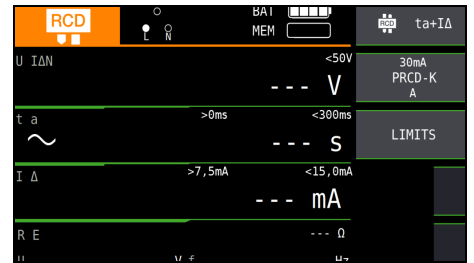 RCD
BAT
MEM
L N
ta+IΔ
U IΔN
<50V
--- V
30mA
PRCD-K
A
t a
>0ms
<300ms
--- s
LIMITS
I Δ
>7,5mA
<15,0mA
--- mA
R E
--- Ω
U
V f
Hz